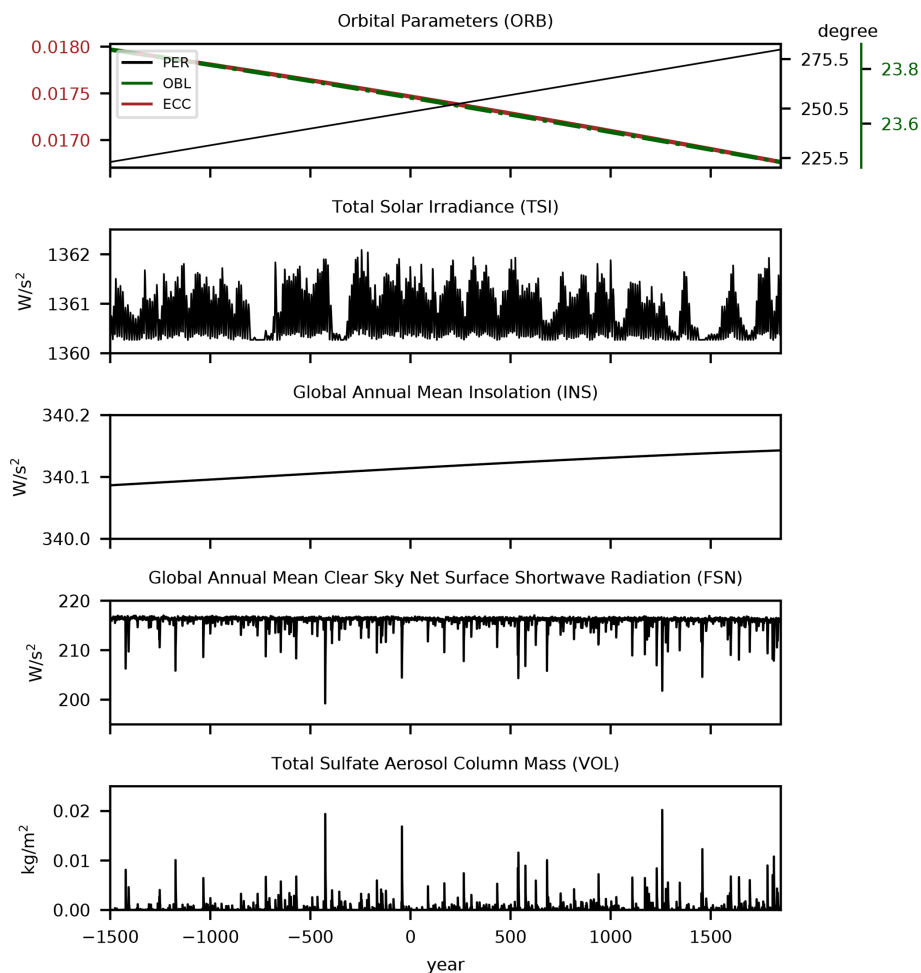 Orbital Parameters (ORB)
degree
0.0180
0.0175
0.0170
PER
OBL
ECC
275.5
250.5
225.5
23.8
23.6
Total Solar Irradiance (TSI)
W/s²
1362
1361
1360
Global Annual Mean Insolation (INS)
W/s²
340.2
340.1
340.0
Global Annual Mean Clear Sky Net Surface Shortwave Radiation (FSN)
W/s²
220
210
200
Total Sulfate Aerosol Column Mass (VOL)
kg/m²
0.02
0.01
0.00
−1500 −1000 −500 0 500 1000 1500
year